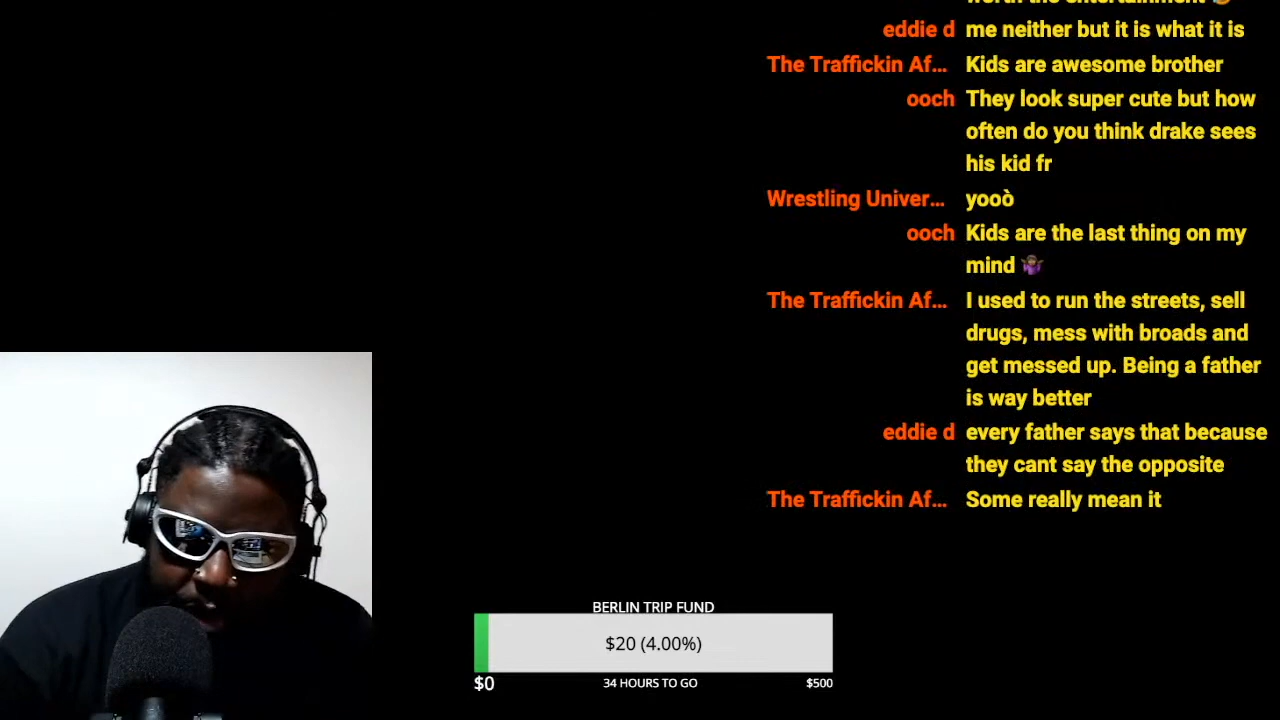 eddie d me neither but it is what it is
The Traffickin Af... Kids are awesome brother
ooch They look super cute but how
often do you think drake sees
his kid fr
Wrestling Univer... yooò
ooch Kids are the last thing on my
mind 🤷🏾‍♀️
The Traffickin Af... I used to run the streets, sell
drugs, mess with broads and
get messed up. Being a father
is way better
eddie d every father says that because
they cant say the opposite
The Traffickin Af... Some really mean it
BERLIN TRIP FUND
$20 (4.00%)
$0 34 HOURS TO GO $500